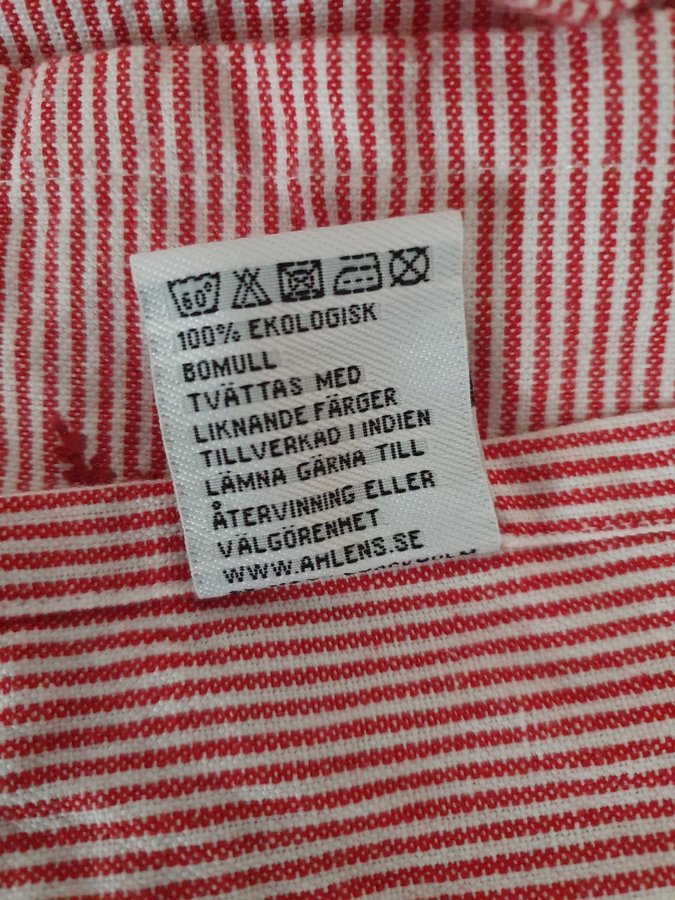 60°
100% EKOLOGISK
BOMULL
TVÄTTAS MED
LIKNANDE FÄRGER
TILLVERKAD I INDIEN
LÄMNA GÄRNA TILL
ÅTERVINNING ELLER
VÄLGÖRENHET
WWW.AHLENS.SE